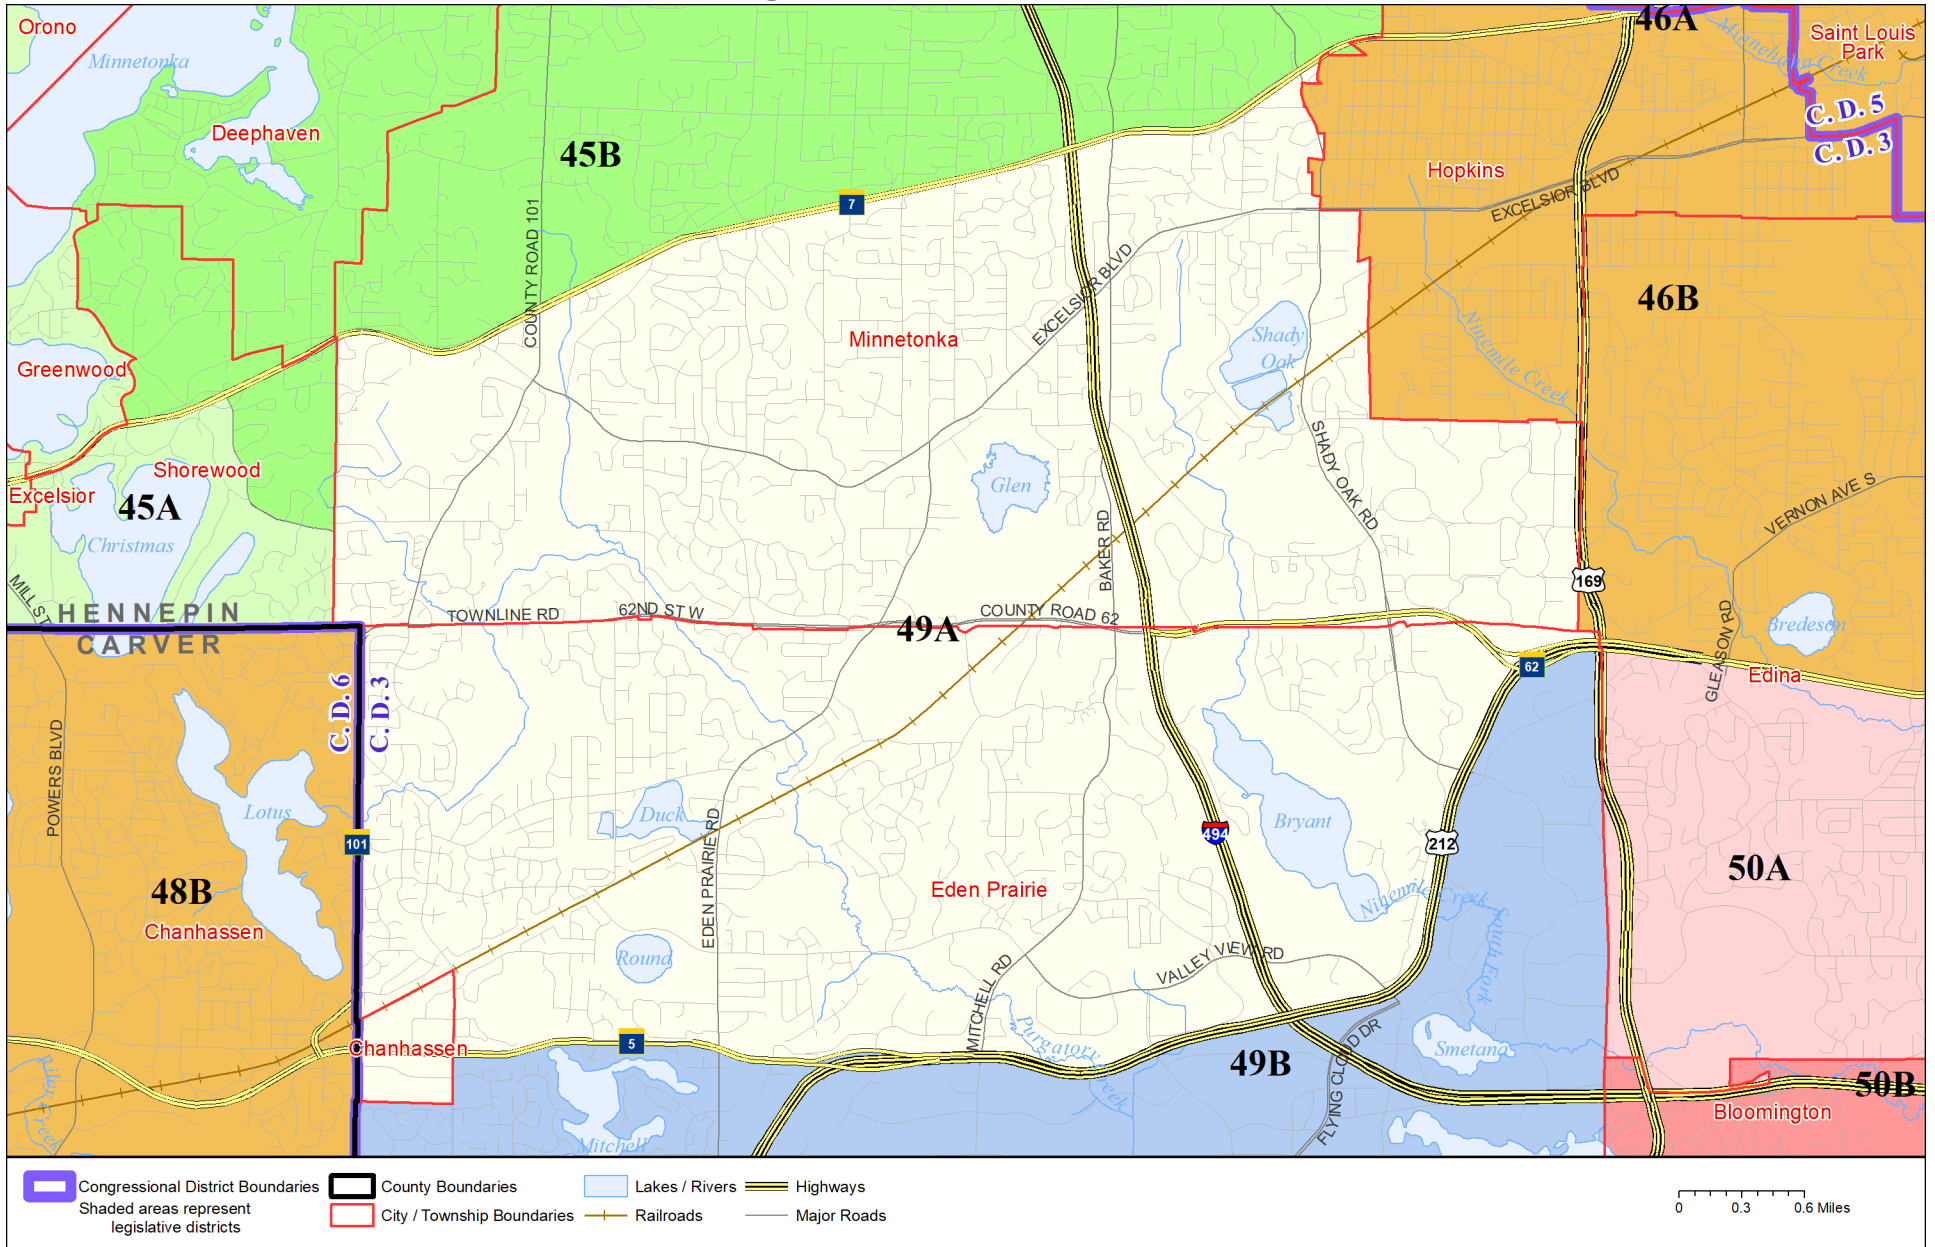 Orono
Minnetonka
Deephaven
45B
46A
Saint Louis
Park
Minnehaha Creek
C. D. 5
C. D. 3
Hopkins
EXCELSIOR BLVD
7
COUNTY ROAD 101
EXCELSIOR BLVD
46B
Minnetonka
Shady
Oak
Ninemile Creek
Greenwood
Shorewood
Excelsior
45A
Christmas
Glen
SHADY OAK RD
VERNON AVE S
BAKER RD
MILL ST
HENNEPIN
CARVER
TOWNLINE RD
62ND ST W
COUNTY ROAD 62
49A
169
GLEASON RD
Bredesen
62
Edina
C. D. 6
C. D. 3
POWERS BLVD
Lotus
101
Duck
EDEN PRAIRIE RD
494
Bryant
212
50A
48B
Chanhassen
Eden Prairie
Ninemile Creek
South Fork
Round
MITCHELL RD
VALLEY VIEW RD
Purgatory
Creek
Chanhassen
5
49B
FLYING CLOUD DR
Smetana
50B
Bloomington
Riley Creek
Mitchell
Congressional District Boundaries
Shaded areas represent
legislative districts
County Boundaries
City / Township Boundaries
Lakes / Rivers
Railroads
Highways
Major Roads
0 0.3 0.6 Miles